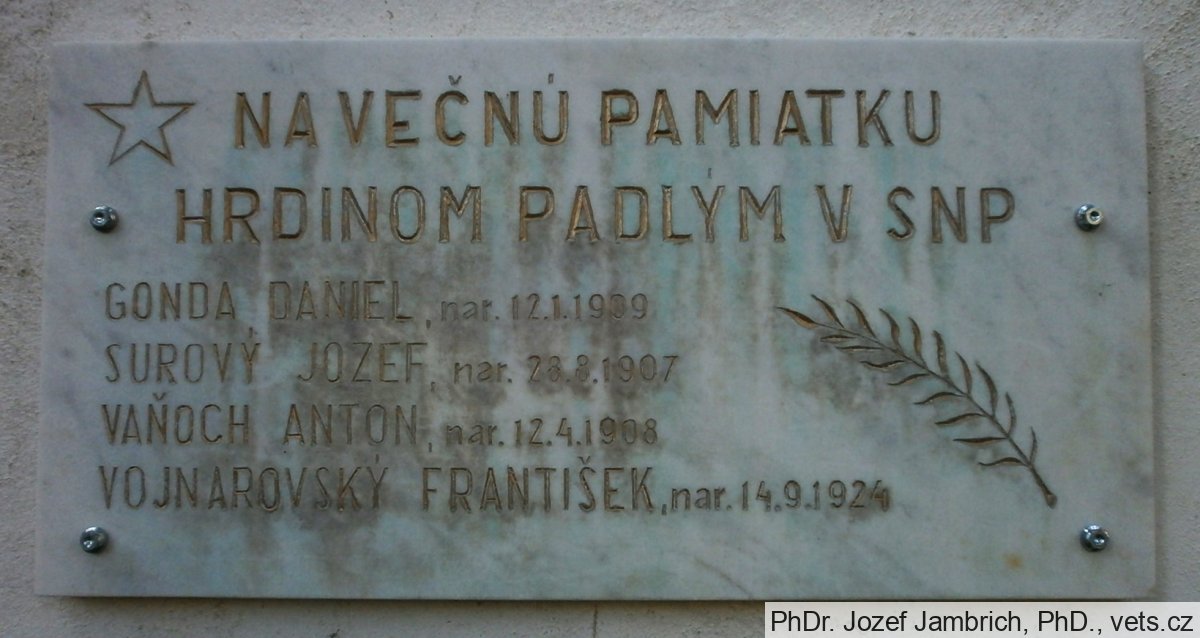 NA VEČNÚ PAMIATKU
HRDINOM PADLÝM V SNP
GONDA DANIEL, nar. 12.1.1909
SUROVÝ JOZEF, nar. 28.8.1907
VAŇOCH ANTON, nar. 12.4.1908
VOJNAROVSKÝ FRANTIŠEK, nar. 14.9.1924
PhDr. Jozef Jambrich, PhD., vets.cz